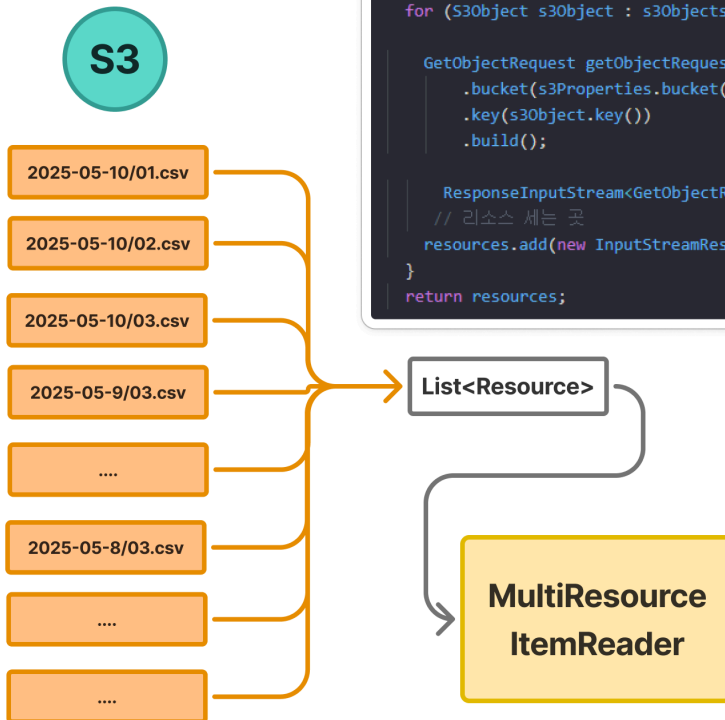 S3
2025-05-10/01.csv
2025-05-10/02.csv
2025-05-10/03.csv
2025-05-9/03.csv
....
2025-05-8/03.csv
....
....
for (S3Object s3Object : s3Objects
GetObjectRequest getObjectReques
.bucket(s3Properties.bucket(
.key(s3Object.key())
.build();
ResponseInputStream<GetObjectR
// 리소스 세는 곳
resources.add(new InputStreamRes
}
return resources;
List<Resource>
MultiResource
ItemReader